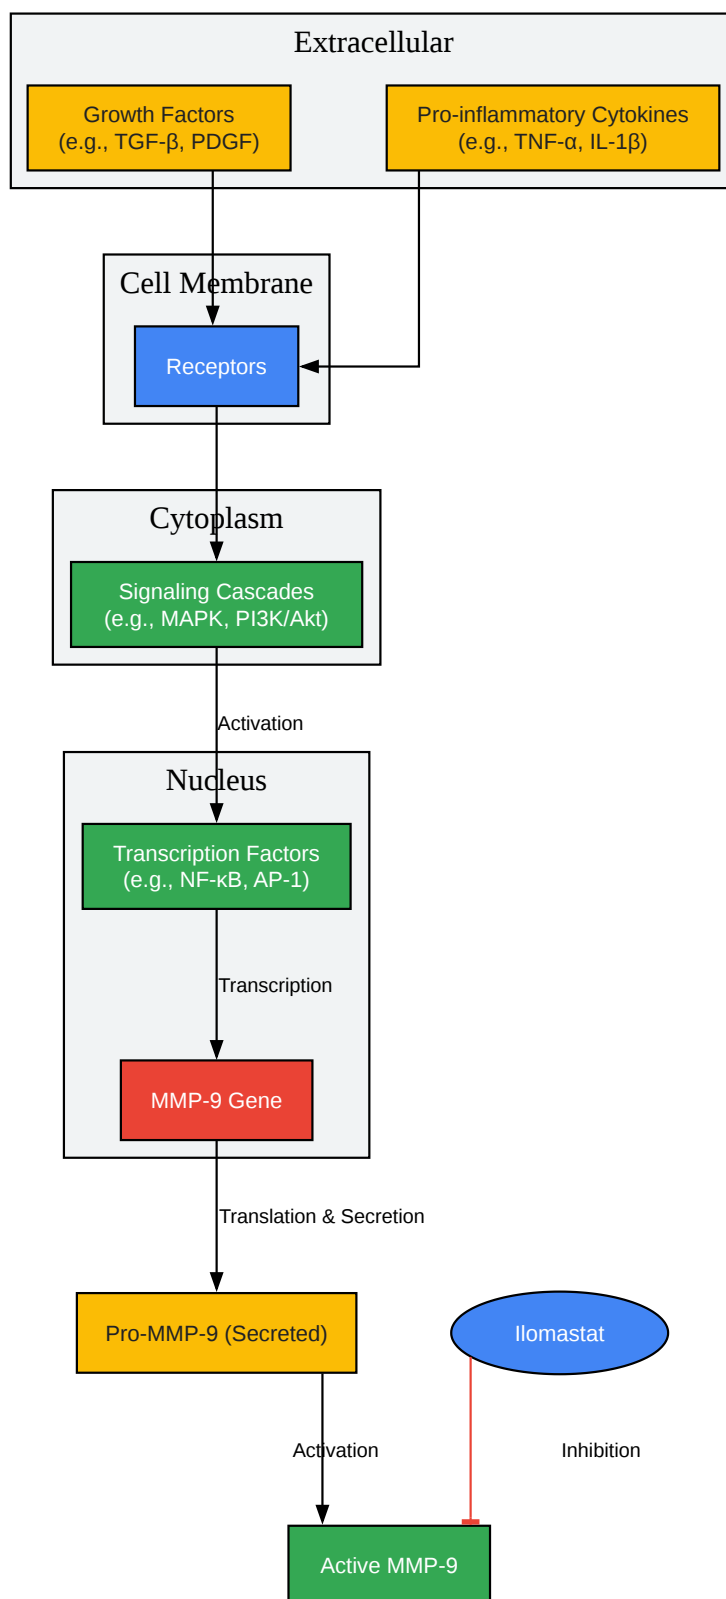 Extracellular
Growth Factors
(e.g., TGF-β, PDGF)
Pro-inflammatory Cytokines
(e.g., TNF-α, IL-1β)
Cell Membrane
Receptors
Cytoplasm
Signaling Cascades
(e.g., MAPK, PI3K/Akt)
Activation
Nucleus
Transcription Factors
(e.g., NF-κB, AP-1)
Transcription
MMP-9 Gene
Translation & Secretion
Pro-MMP-9 (Secreted)
Ilomastat
Activation
Inhibition
Active MMP-9